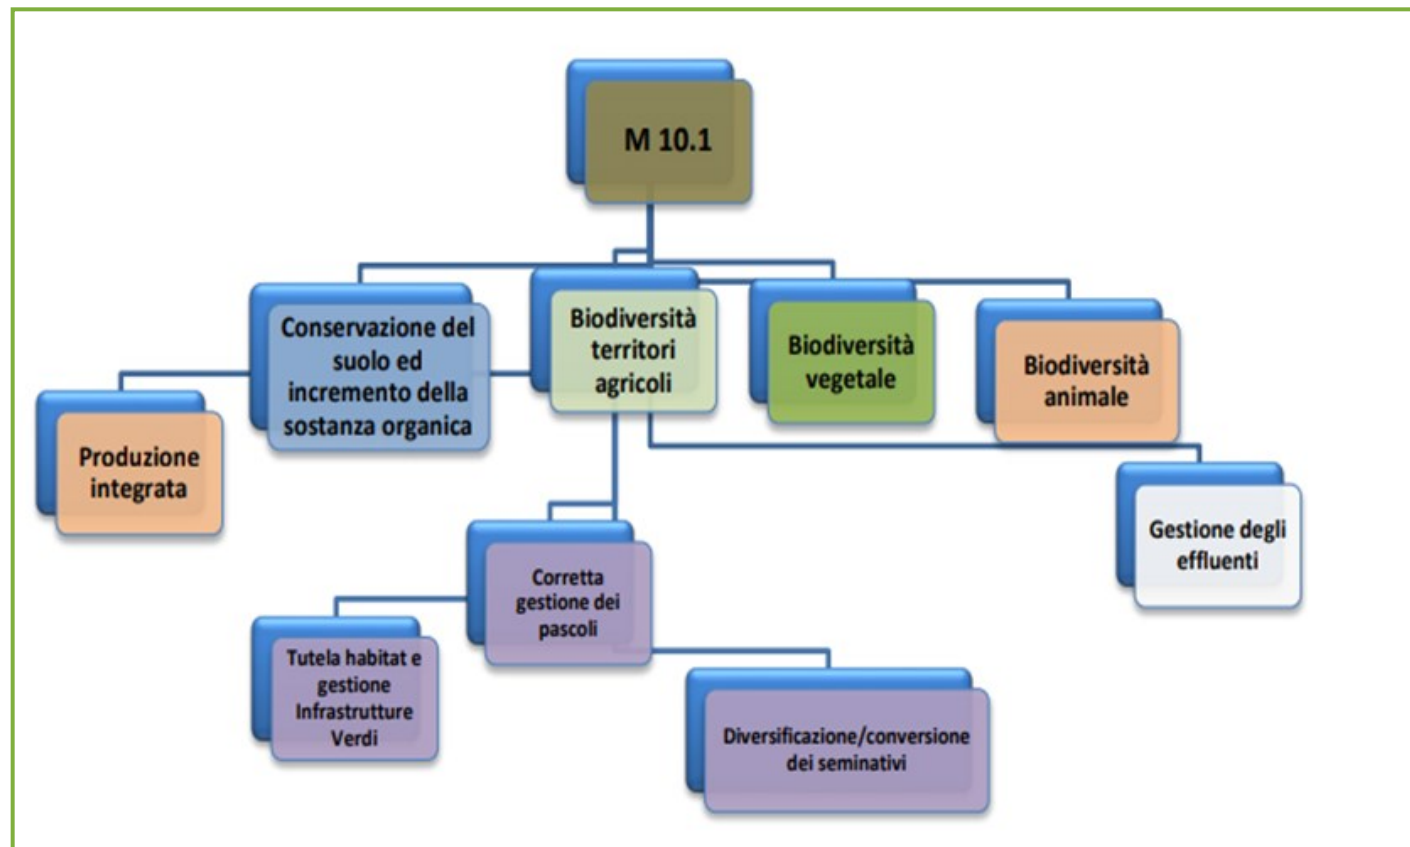 M 10.1
Conservazione del
suolo ed
incremento della
sostanza organica
Biodiversità
territori
agricoli
Biodiversità
vegetale
Biodiversità
animale
Produzione
integrata
Gestione degli
effluenti
Corretta
gestione dei
pascoli
Tutela habitat e
gestione
Infrastrutture
Verdi
Diversificazione/conversione
dei seminativi